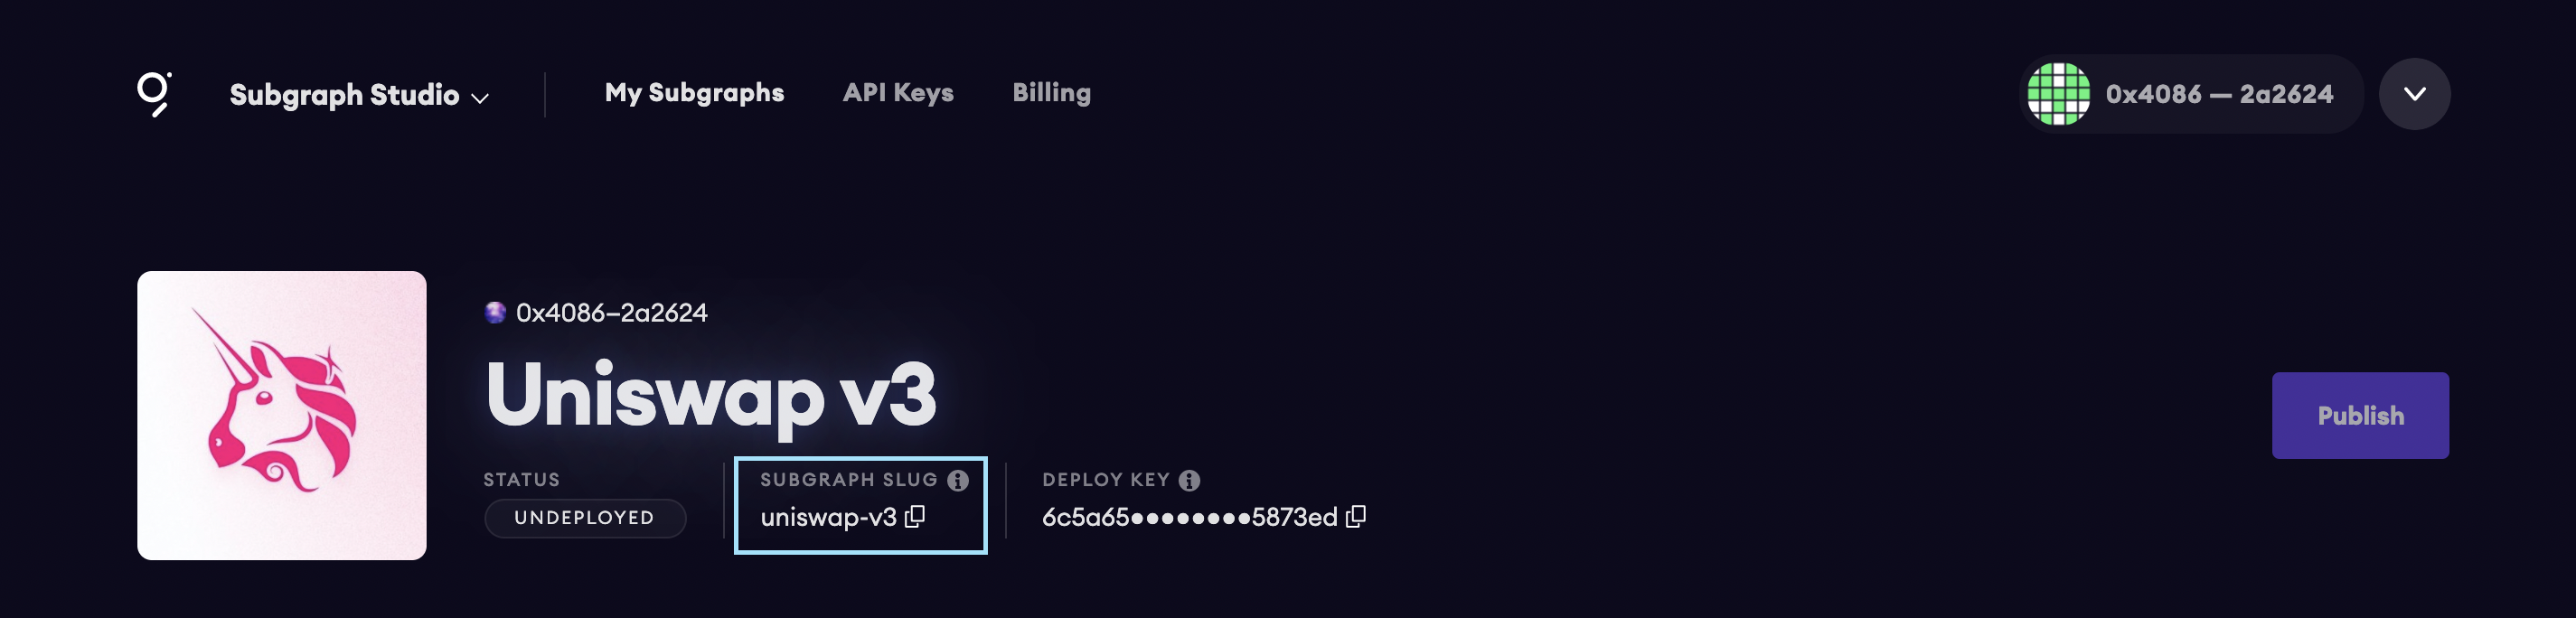 Subgraph Studio
My Subgraphs
API Keys
Billing
0x4086 — 2a2624
0x4086–2a2624
Uniswap v3
Publish
STATUS
UNDEPLOYED
SUBGRAPH SLUG
uniswap-v3
DEPLOY KEY
6c5a65●●●●●●●●5873ed